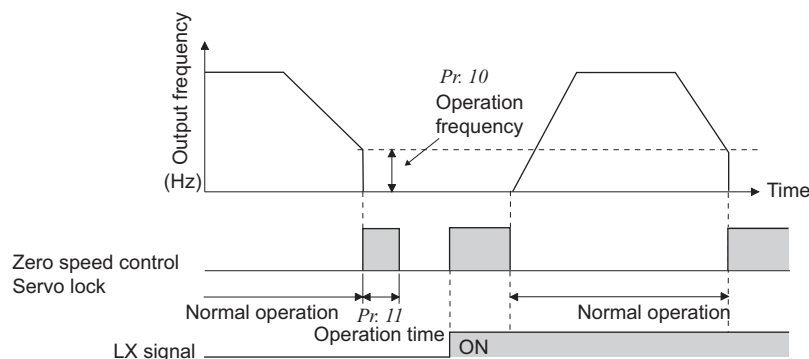 Output frequency
(Hz)
Pr. 10
Operation
frequency
Time
Zero speed control
Servo lock
Normal operation
Pr. 11
Operation time
Normal operation
LX signal
ON